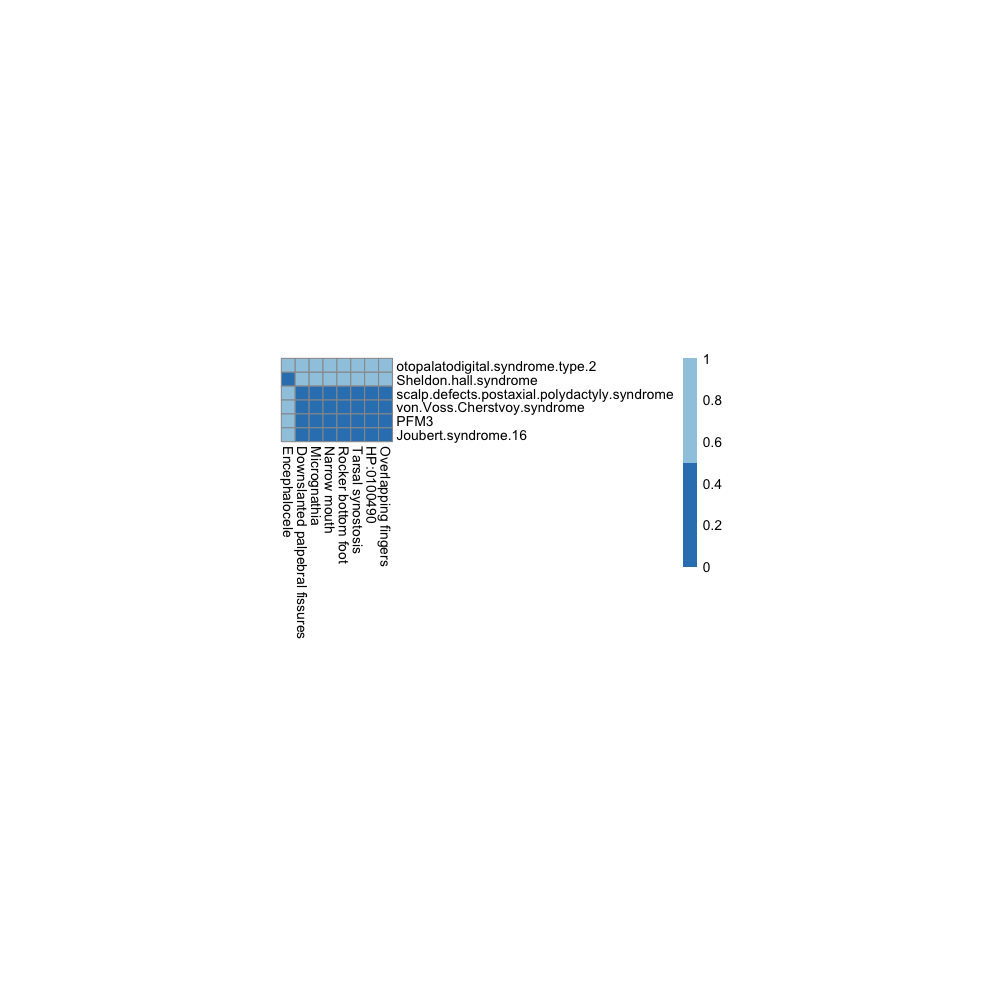 otopalatodigital.syndrome.type.2
Sheldon.hall.syndrome
scalp.defects.postaxial.polydactyly.syndrome
von.Voss.Cherstvoy.syndrome
PFM3
Joubert.syndrome.16
Encephalocele
Downslanted palpebral fissures
Micrognathia
Narrow mouth
Rocker bottom foot
Tarsal synostosis
HP:0100490
Overlapping fingers
1
0.8
0.6
0.4
0.2
0